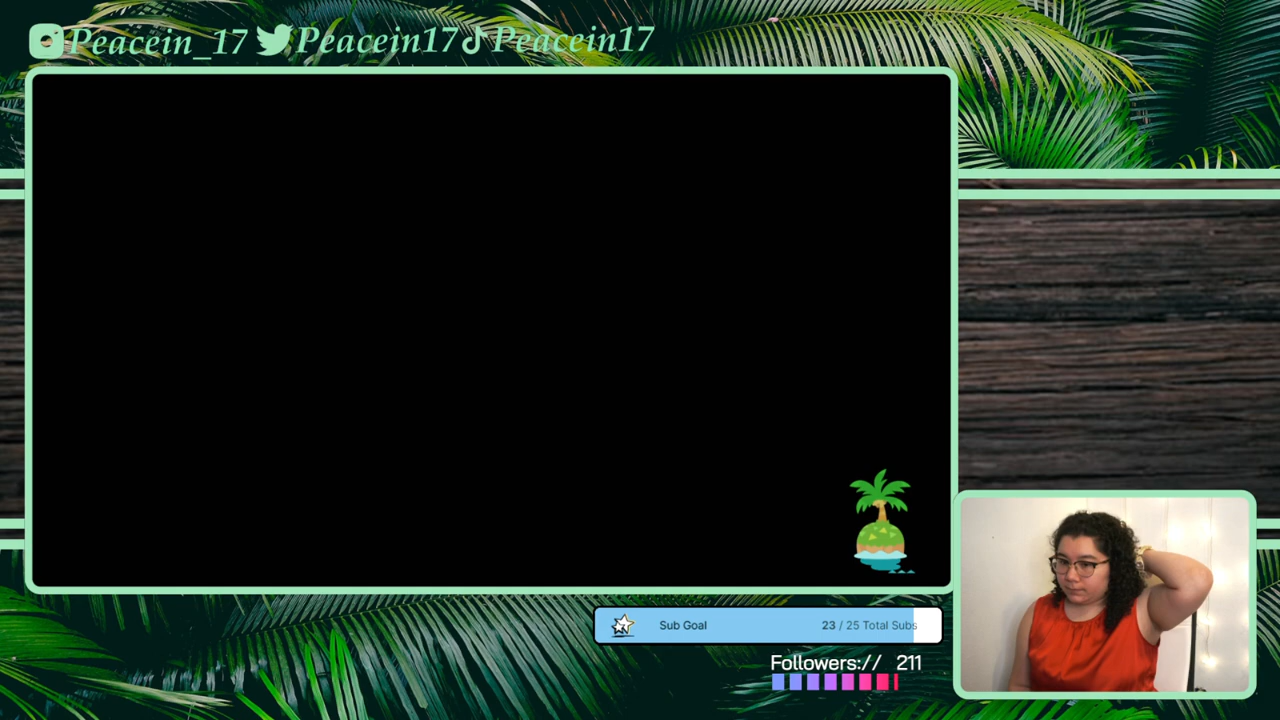 Peacein_17 Peacein17 Peacein17
Sub Goal 23 / 25 Total Subs
Followers:// 211